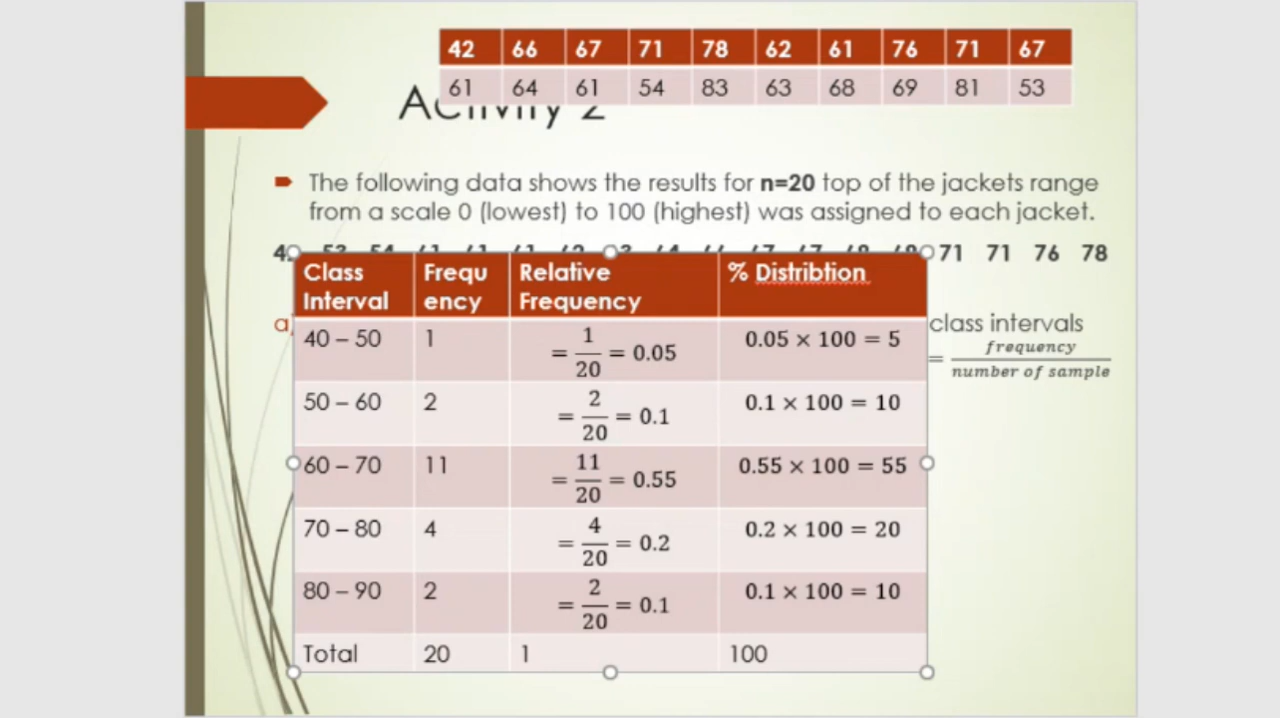 42 66 67 71 78 62 61 76 71 67
61 64 61 54 83 63 68 69 81 53
Activity 2
The following data shows the results for n=20 top of the jackets range
from a scale 0 (lowest) to 100 (highest) was assigned to each jacket.
71 71 76 78
class intervals
= frequency / number of sample
Class Interval Frequency Relative Frequency % Distribtion
40 – 50 1 = 1/20 = 0.05 0.05 × 100 = 5
50 – 60 2 = 2/20 = 0.1 0.1 × 100 = 10
60 – 70 11 = 11/20 = 0.55 0.55 × 100 = 55
70 – 80 4 = 4/20 = 0.2 0.2 × 100 = 20
80 – 90 2 = 2/20 = 0.1 0.1 × 100 = 10
Total 20 1 100